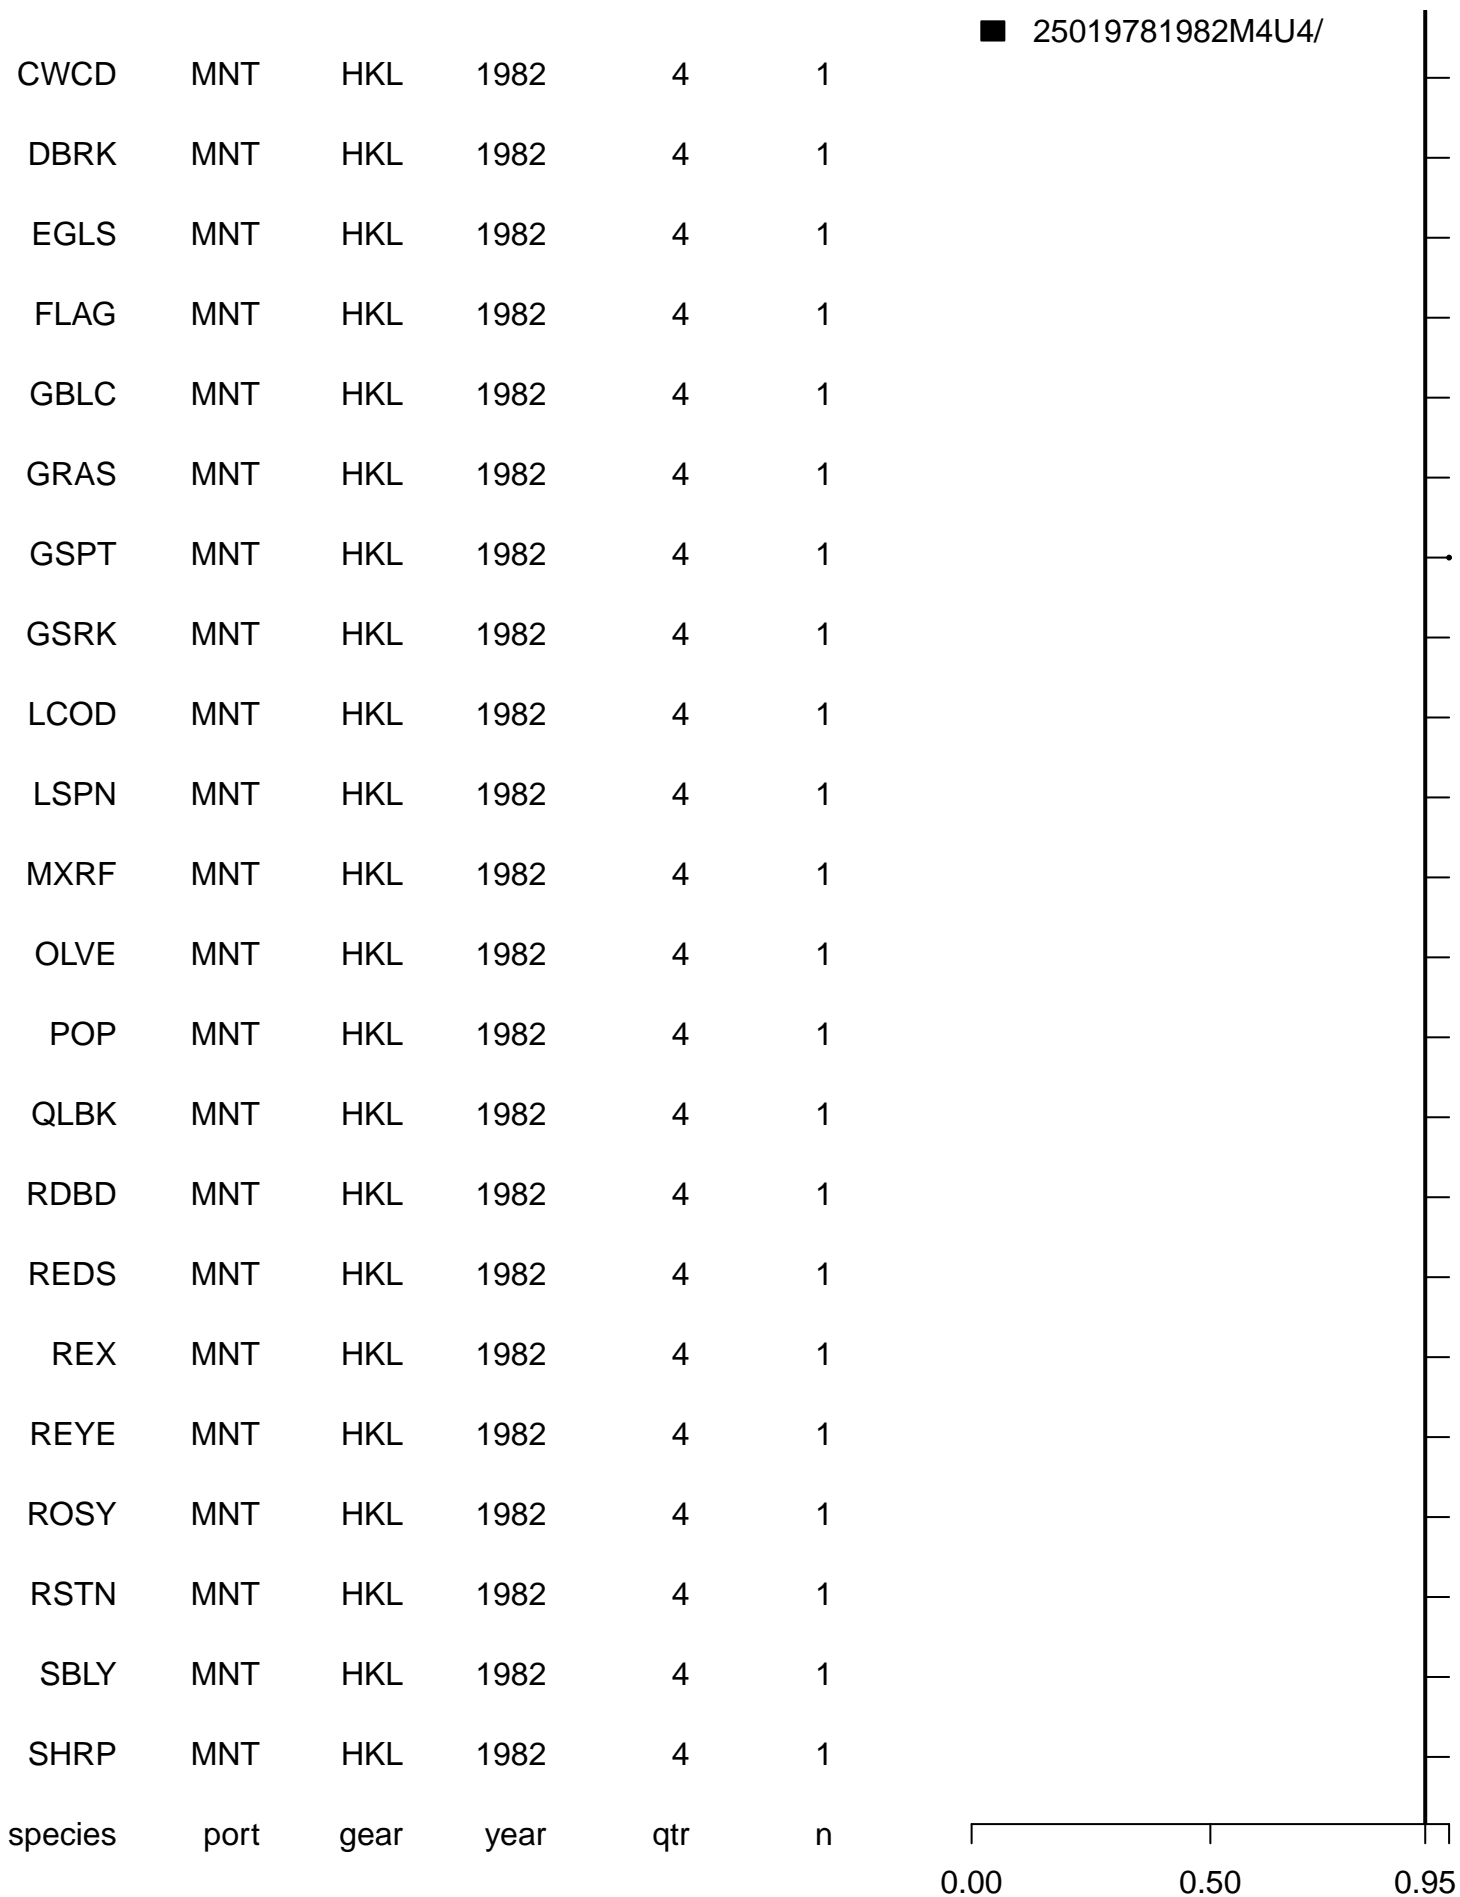 25019781982M4U4/
CWCD MNT HKL 1982 4 1
DBRK MNT HKL 1982 4 1
EGLS MNT HKL 1982 4 1
FLAG MNT HKL 1982 4 1
GBLC MNT HKL 1982 4 1
GRAS MNT HKL 1982 4 1
GSPT MNT HKL 1982 4 1
GSRK MNT HKL 1982 4 1
LCOD MNT HKL 1982 4 1
LSPN MNT HKL 1982 4 1
MXRF MNT HKL 1982 4 1
OLVE MNT HKL 1982 4 1
POP MNT HKL 1982 4 1
QLBK MNT HKL 1982 4 1
RDBD MNT HKL 1982 4 1
REDS MNT HKL 1982 4 1
REX MNT HKL 1982 4 1
REYE MNT HKL 1982 4 1
ROSY MNT HKL 1982 4 1
RSTN MNT HKL 1982 4 1
SBLY MNT HKL 1982 4 1
SHRP MNT HKL 1982 4 1
species port gear year qtr n
0.00 0.50 0.95